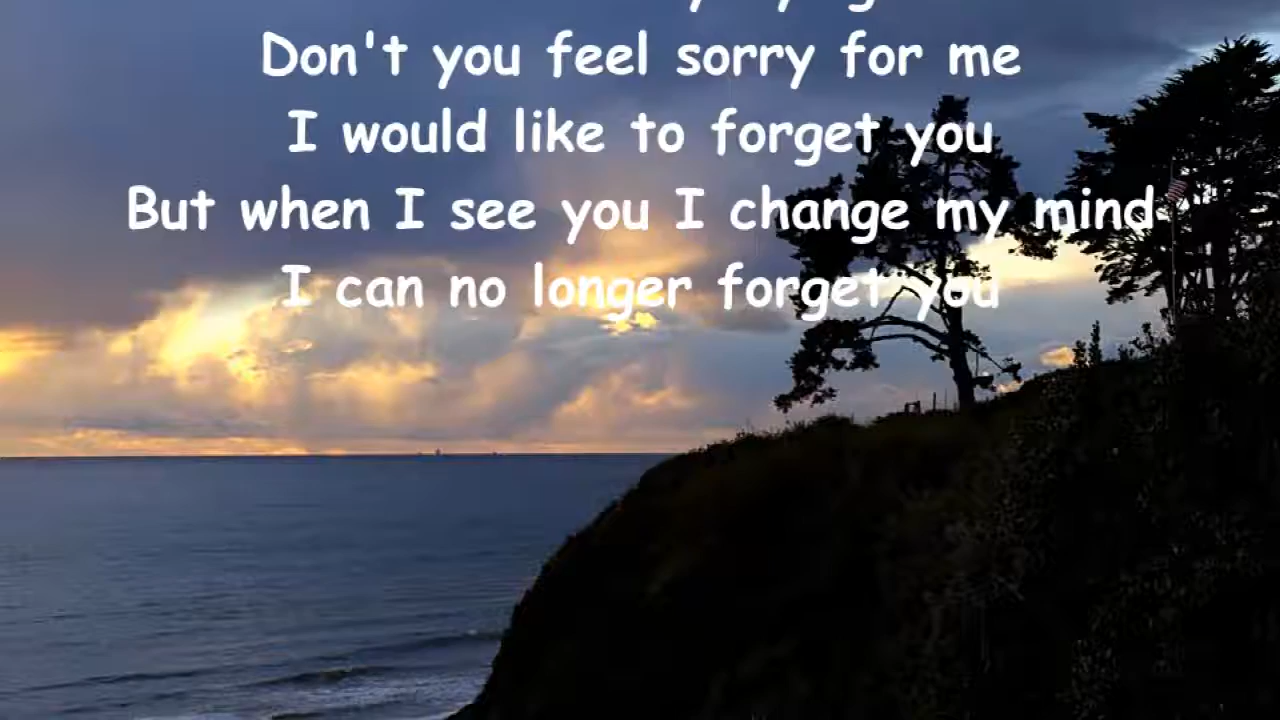 Don't you feel sorry for me
I would like to forget you
But when I see you I change my mind
I can no longer forget you